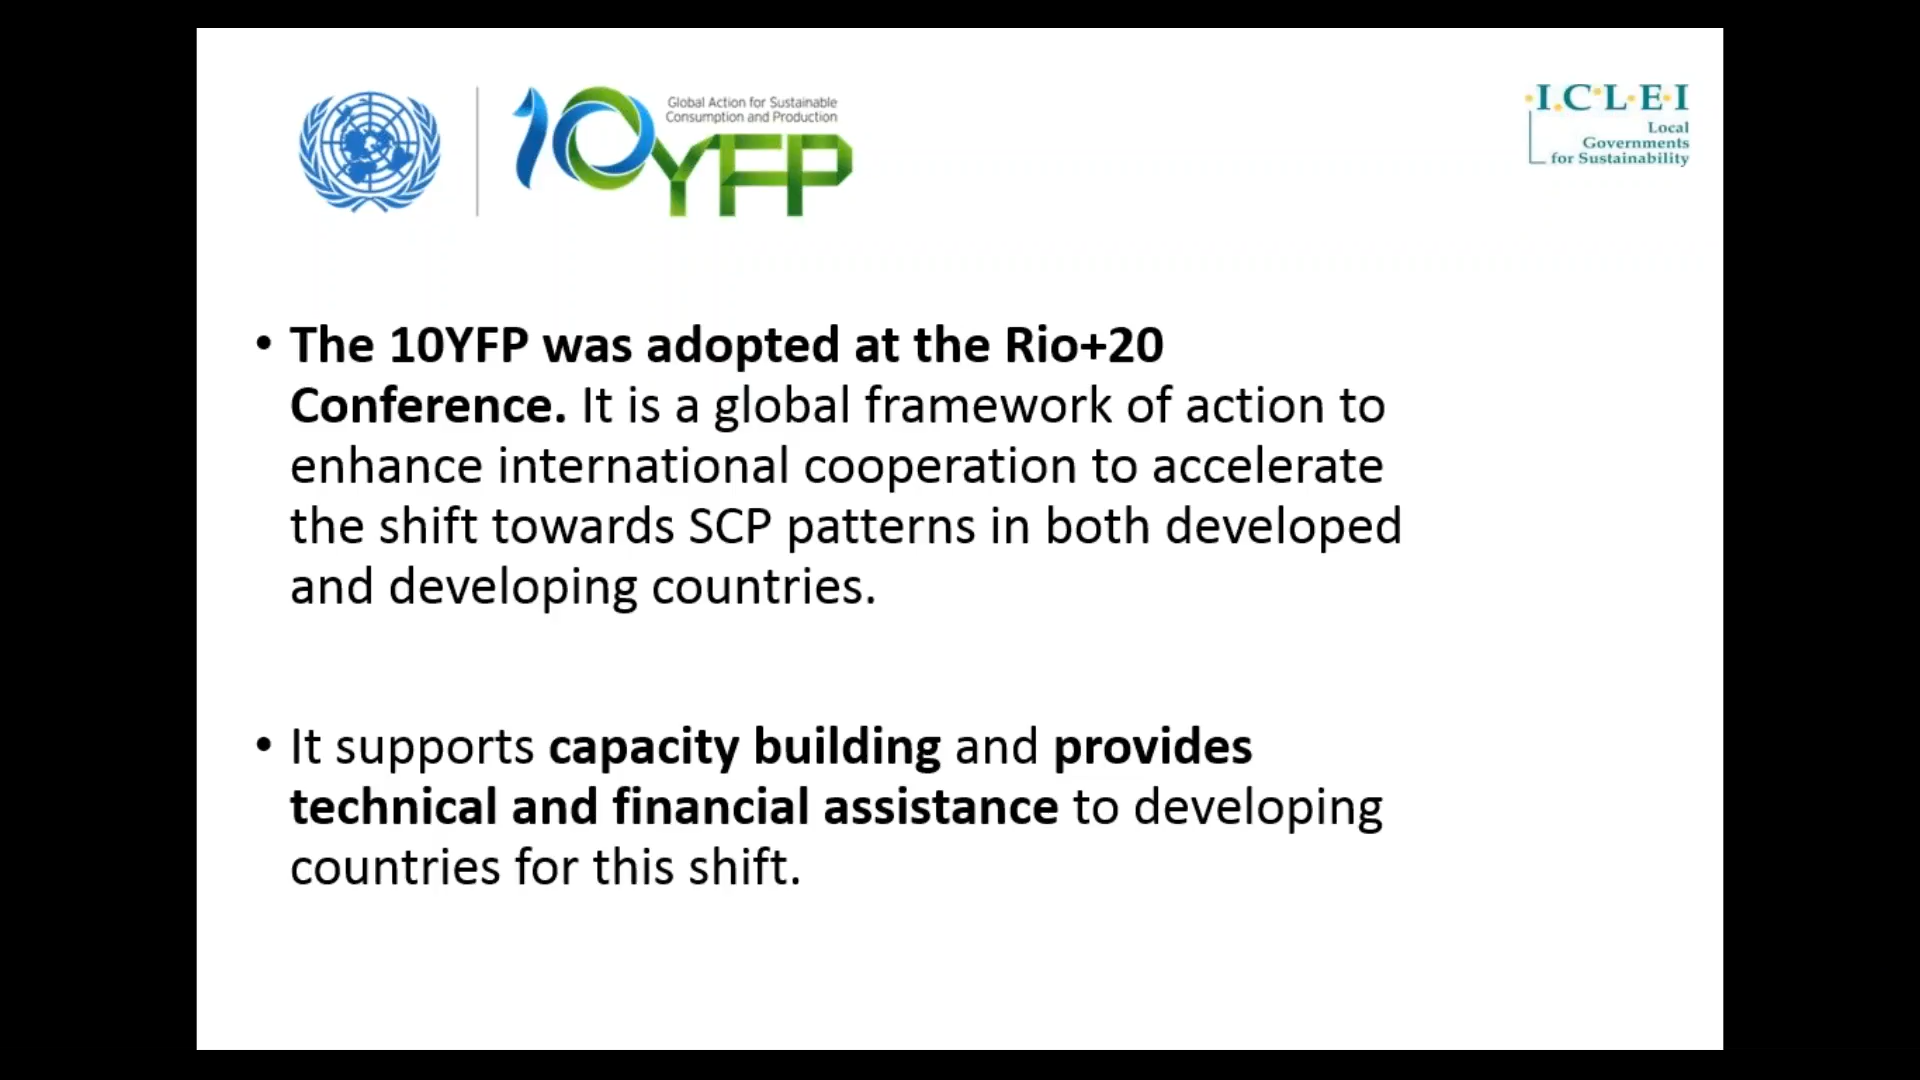 10YFP
Global Action for Sustainable
Consumption and Production
I.C.L.E.I
Local
Governments
for Sustainability
• The 10YFP was adopted at the Rio+20
Conference. It is a global framework of action to
enhance international cooperation to accelerate
the shift towards SCP patterns in both developed
and developing countries.
• It supports capacity building and provides
technical and financial assistance to developing
countries for this shift.